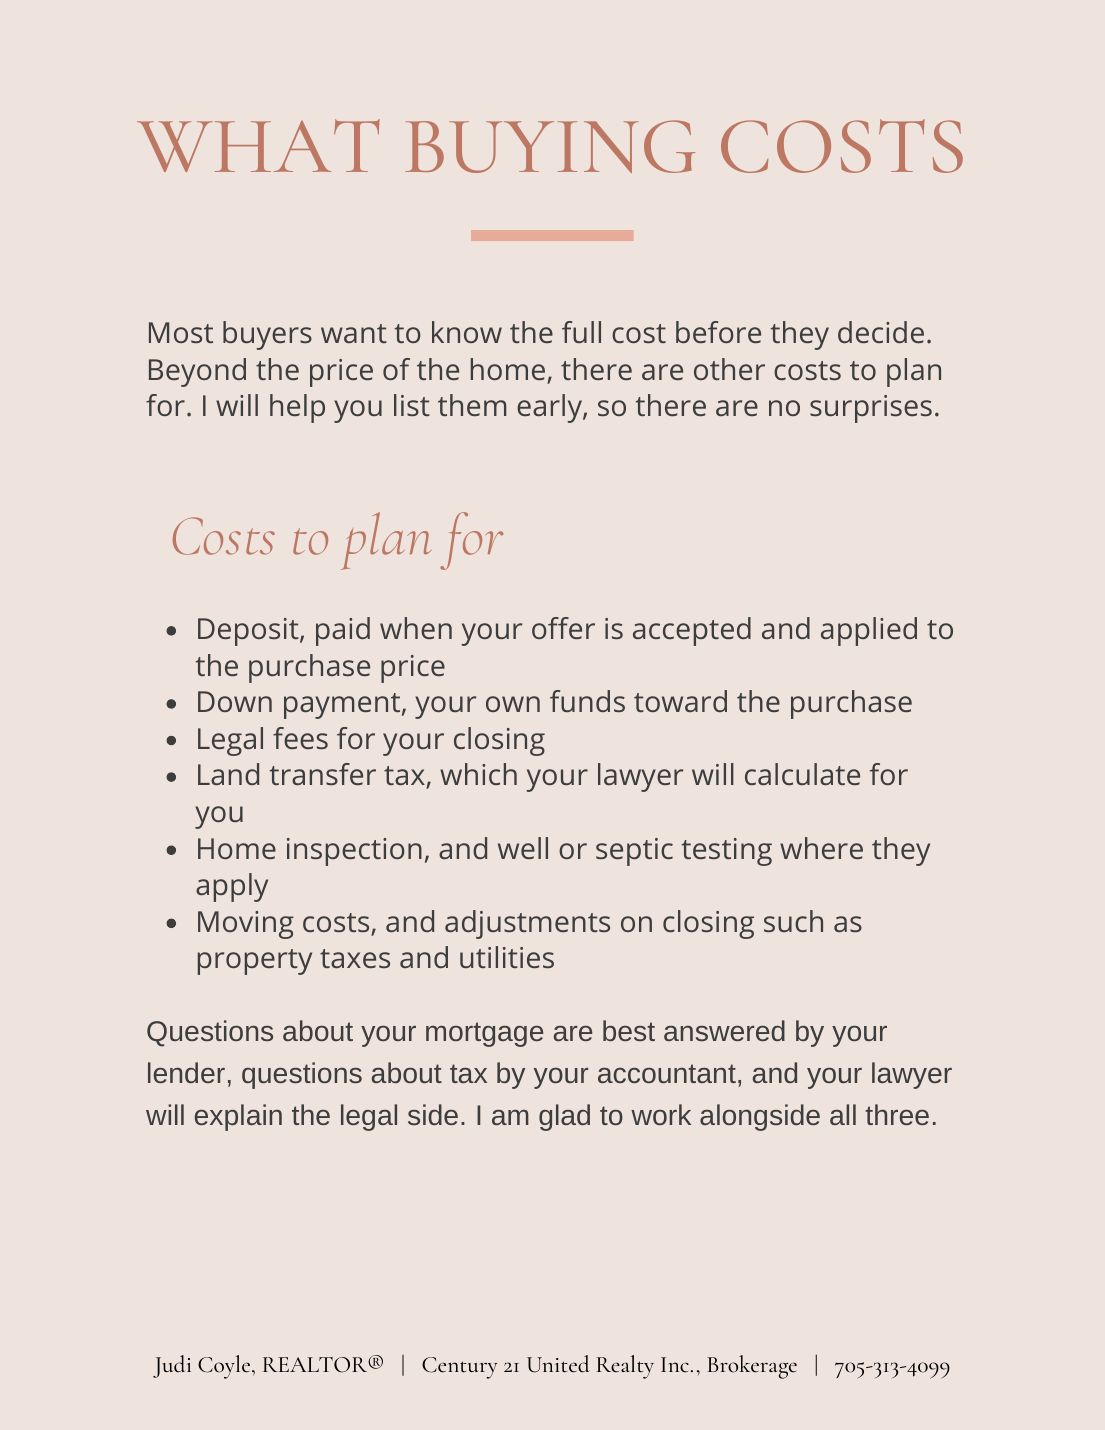 WHAT BUYING COSTS
Most buyers want to know the full cost before they decide.
Beyond the price of the home, there are other costs to plan
for. I will help you list them early, so there are no surprises.
Costs to plan for
• Deposit, paid when your offer is accepted and applied to
the purchase price
• Down payment, your own funds toward the purchase
• Legal fees for your closing
• Land transfer tax, which your lawyer will calculate for
you
• Home inspection, and well or septic testing where they
apply
• Moving costs, and adjustments on closing such as
property taxes and utilities
Questions about your mortgage are best answered by your
lender, questions about tax by your accountant, and your lawyer
will explain the legal side. I am glad to work alongside all three.
Judi Coyle, REALTOR® | Century 21 United Realty Inc., Brokerage | 705-313-4099